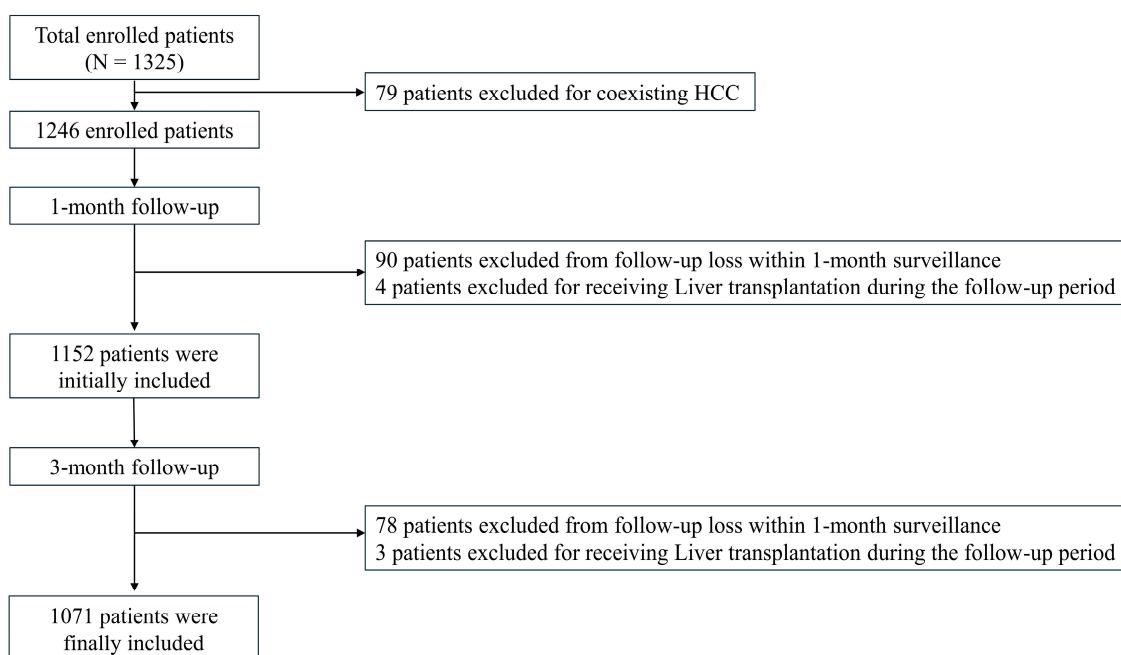 Total enrolled patients
(N = 1325)
79 patients excluded for coexisting HCC
1246 enrolled patients
1-month follow-up
90 patients excluded from follow-up loss within 1-month surveillance
4 patients excluded for receiving Liver transplantation during the follow-up period
1152 patients were
initially included
3-month follow-up
78 patients excluded from follow-up loss within 1-month surveillance
3 patients excluded for receiving Liver transplantation during the follow-up period
1071 patients were
finally included